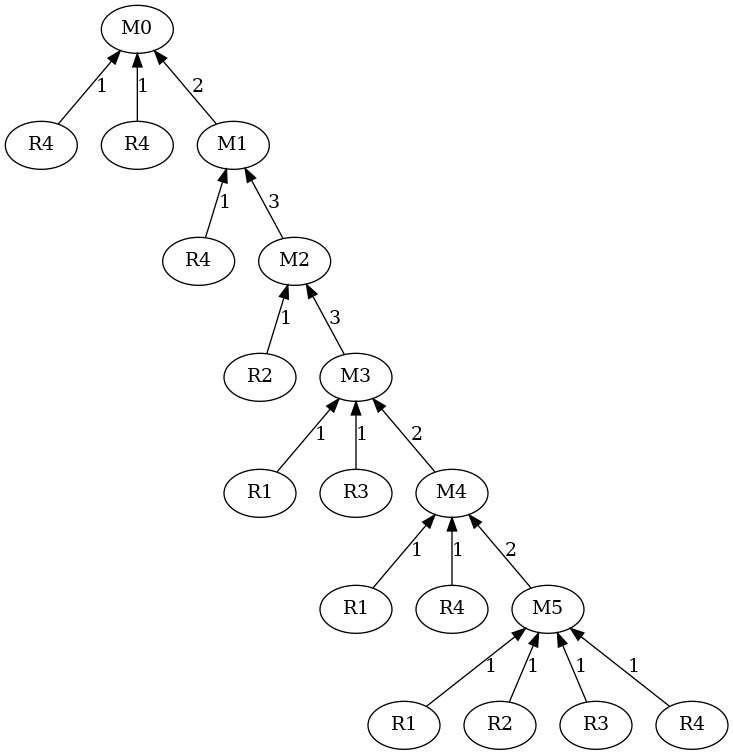 M0
1 1 2
R4 R4 M1
1 3
R4 M2
1 3
R2 M3
1 1 2
R1 R3 M4
1 1 2
R1 R4 M5
1 1 1 1
R1 R2 R3 R4